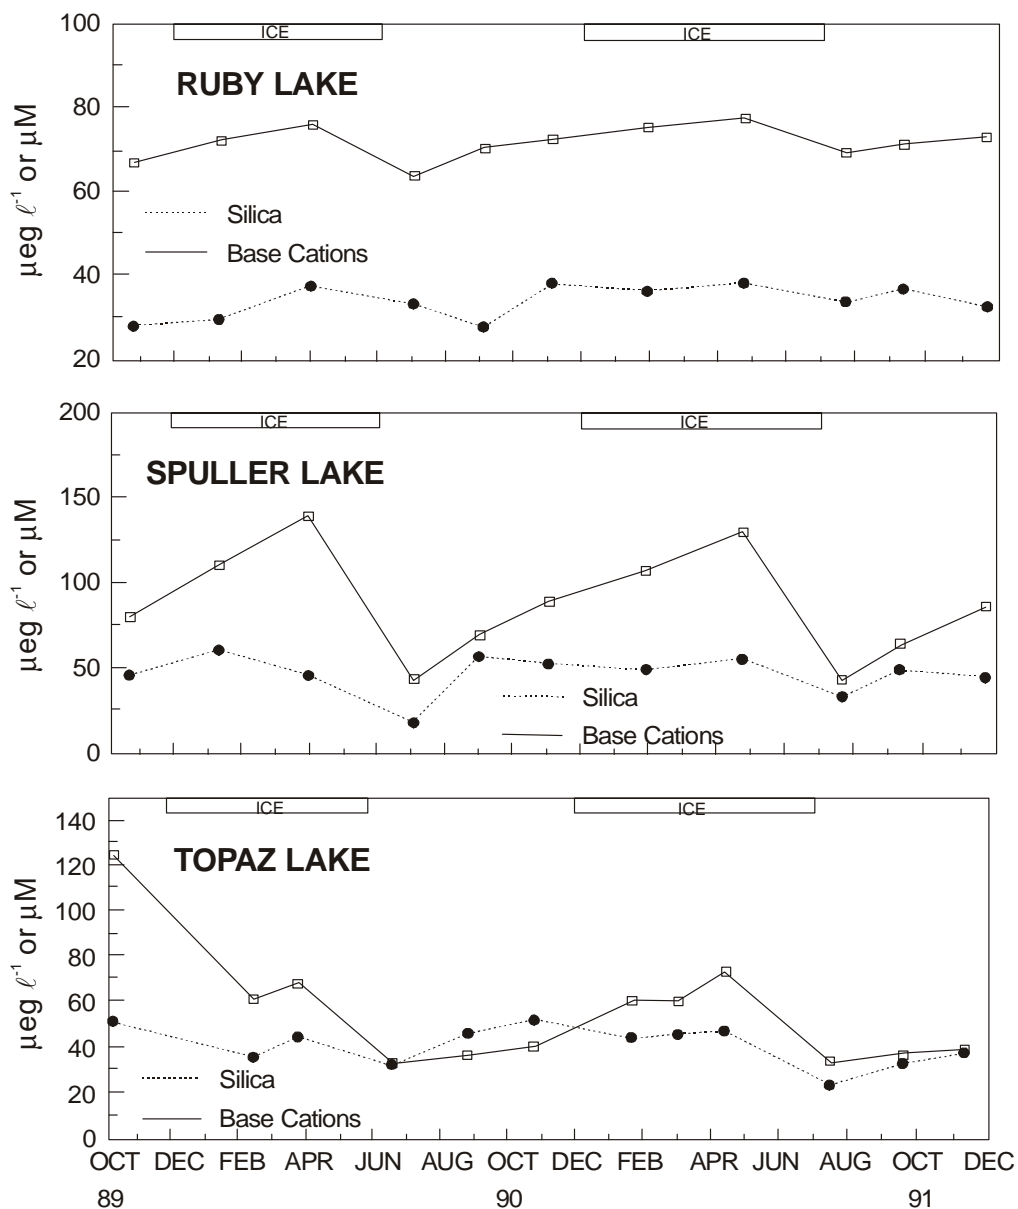 100
ICE
ICE
RUBY LAKE
80
60
40
20
µeg ℓ⁻¹ or µM
Silica
Base Cations
200
ICE
ICE
SPULLER LAKE
150
100
50
0
µeg ℓ⁻¹ or µM
Silica
Base Cations
ICE
ICE
140
TOPAZ LAKE
120
100
80
60
40
20
0
µeg ℓ⁻¹ or µM
Silica
Base Cations
OCT DEC FEB APR JUN AUG OCT DEC FEB APR JUN AUG OCT DEC
89 90 91